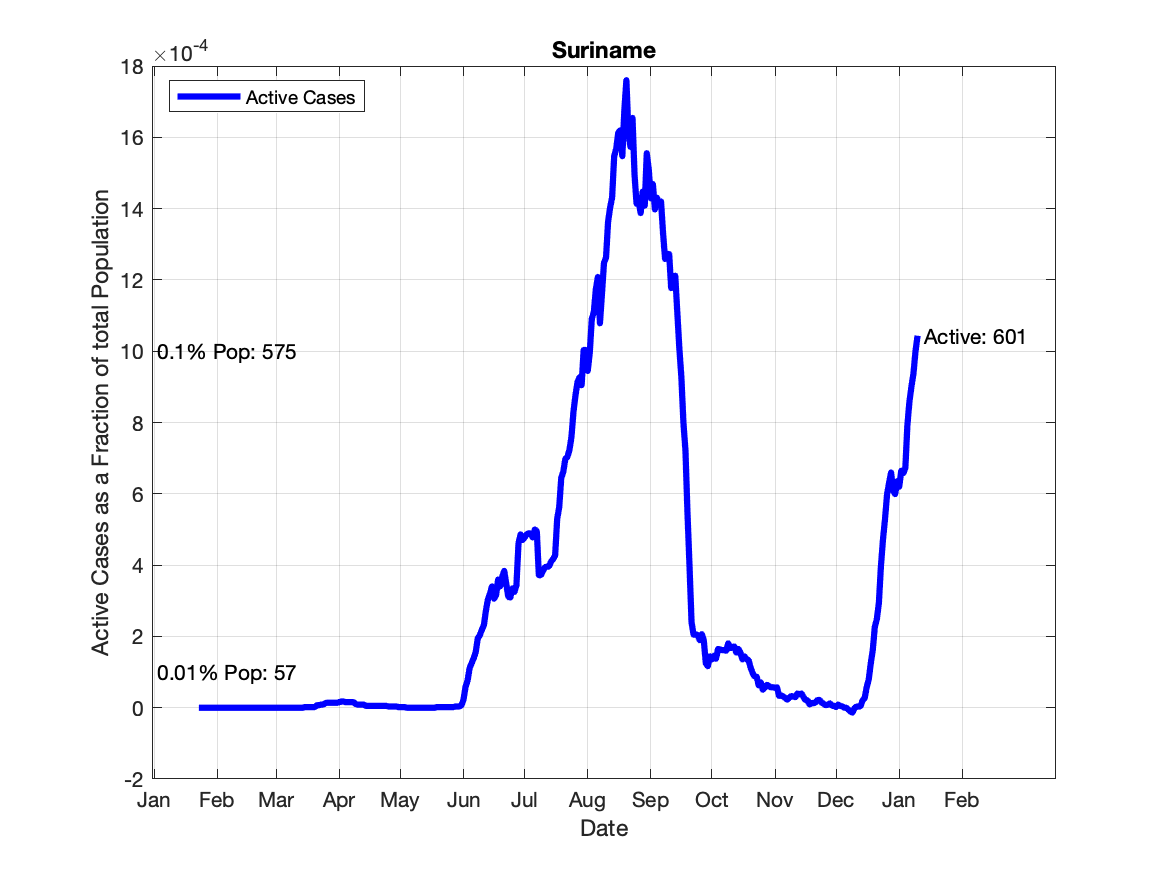 Suriname
×10-4
18
16
14
12
10
8
6
4
2
0
-2
Active Cases as a Fraction of total Population
Active Cases
0.1% Pop: 575
0.01% Pop: 57
Active: 601
Jan Feb Mar Apr May Jun Jul Aug Sep Oct Nov Dec Jan Feb
Date